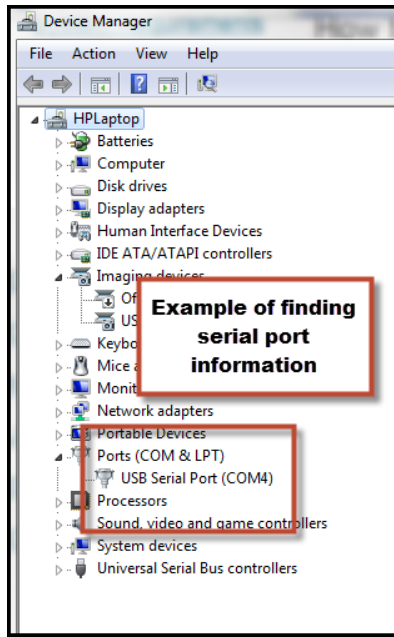 Device Manager
File Action View Help
HPLaptop
Batteries
Computer
Disk drives
Display adapters
Human Interface Devices
IDE ATA/ATAPI controllers
Imaging devices
Example of finding
serial port
information
Network adapters
Portable Devices
Ports (COM & LPT)
USB Serial Port (COM4)
Processors
Sound, video and game controllers
System devices
Universal Serial Bus controllers